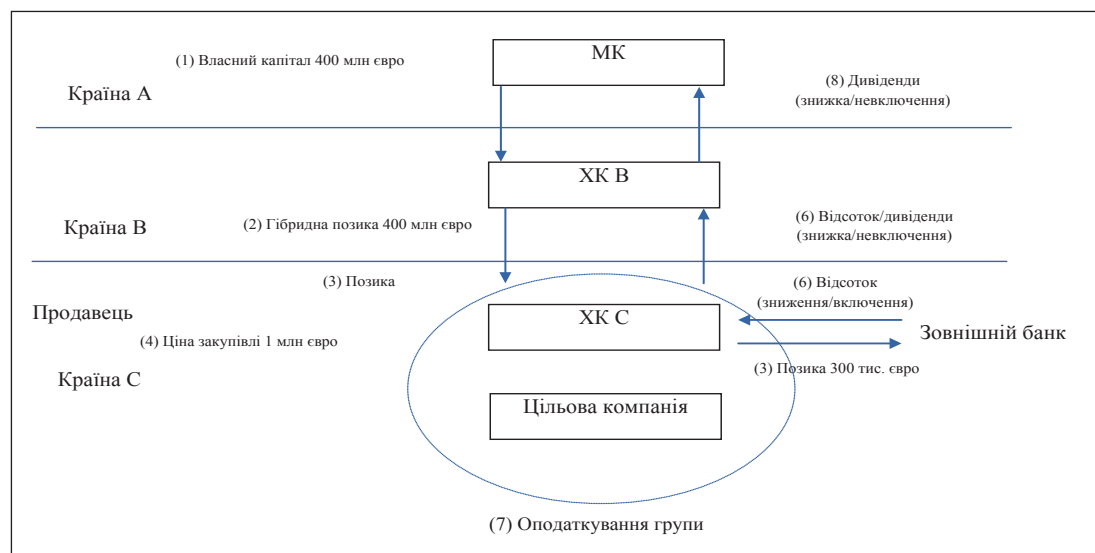 МК
(1) Власний капітал 400 млн євро
(8) Дивіденди
(знижка/невключення)
Країна А
ХК В
(2) Гібридна позика 400 млн євро
(6) Відсоток/дивіденди
(знижка/невключення)
Країна В
(3) Позика
(6) Відсоток
(зниження/включення)
Продавець
ХК С
Зовнішній банк
(4) Ціна закупівлі 1 млн євро
(3) Позика 300 тис. євро
Країна С
Цільова компанія
(7) Оподаткування групи